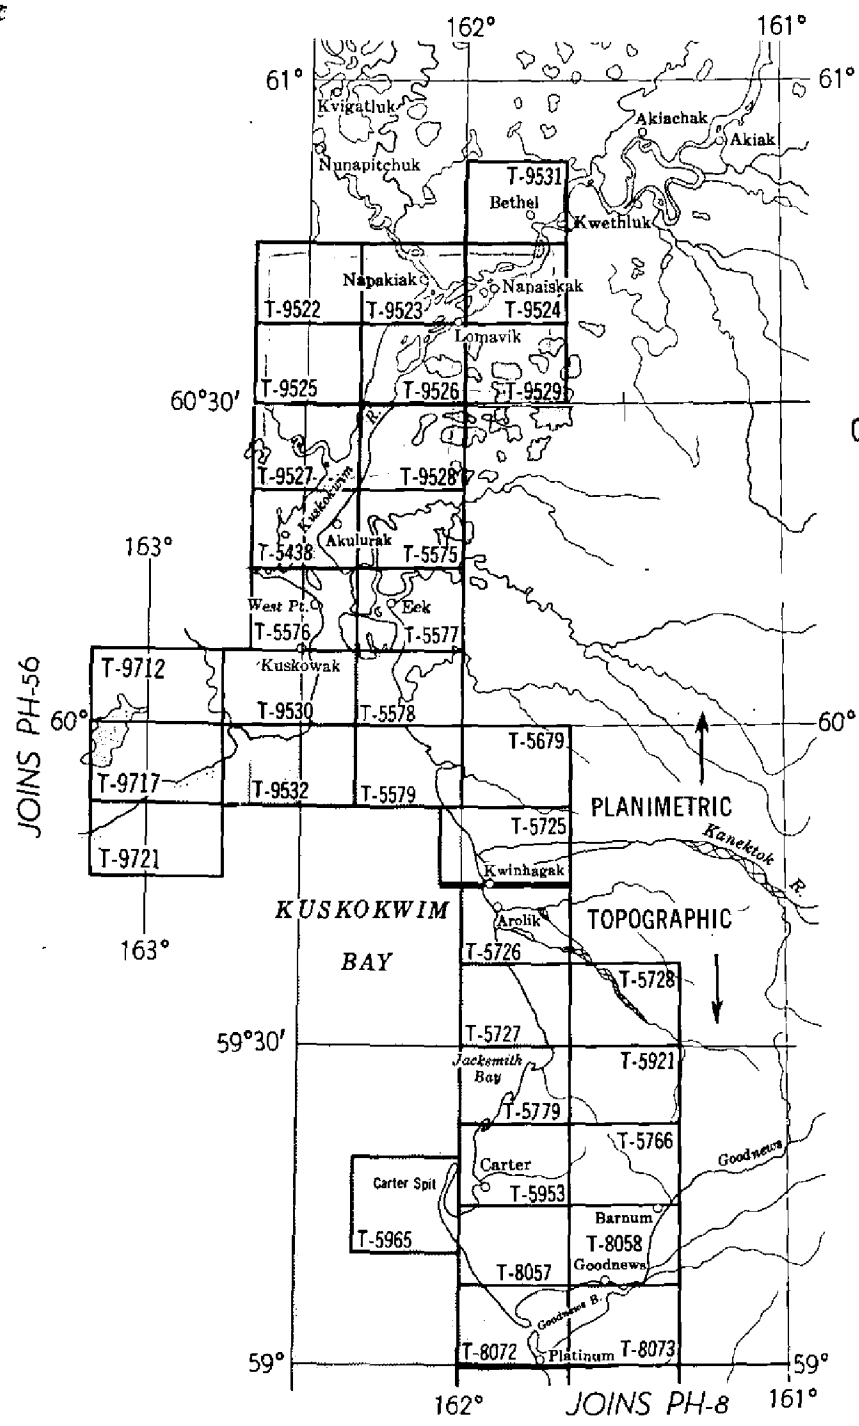 162°
161°
61°
61°
Kvigatluk
Akiachak
Akiak
Nunapitchuk
T-9531
Bethel
Kwethluk
Napakiak
Napaiskak
T-9522
T-9523
T-9524
Lomavik
T-9525
T-9526
T-9529
60°30'
R.
T-9527
T-9528
Kuskokwim
Akulurak
163°
T-5438
T-5575
West Pt.
Eek
T-5576
T-5577
JOINS PH-56
T-9712
Kuskowak
T-9530
T-5578
60°
60°
T-5679
T-9717
T-9532
T-5579
PLANIMETRIC
T-5725
Kanektok
R.
T-9721
Kwinhagak
KUSKOKWIM
BAY
Arolik
TOPOGRAPHIC
163°
T-5726
T-5728
T-5727
59°30'
Jacksmith
Bay
T-5921
T-5779
T-5766
Goodnews
Carter Spit
Carter
T-5953
Barnum
T-5965
T-8058
T-8057
Goodnews
Goodnews B.
T-8072
Platinum
T-8073
59°
59°
162°
JOINS PH-8
161°